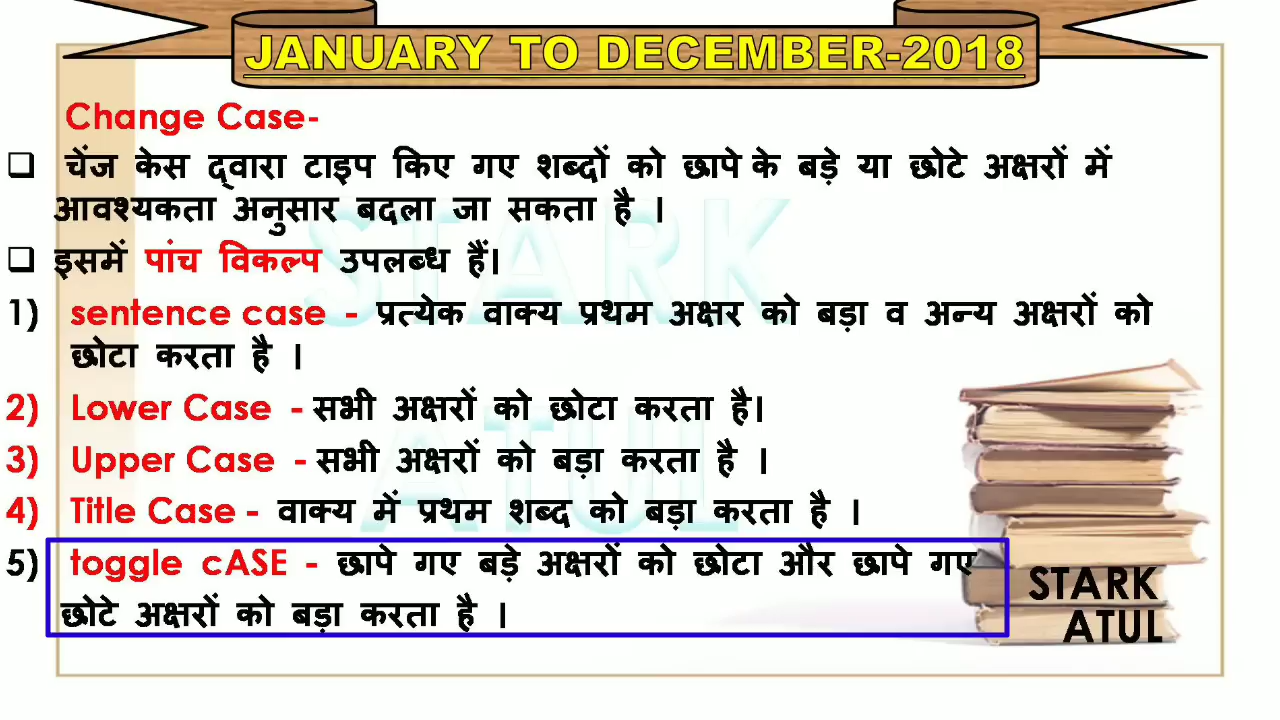 JANUARY TO DECEMBER-2018
Change Case-
❑ चेंज केस द्वारा टाइप किए गए शब्दों को छापे के बड़े या छोटे अक्षरों में
आवश्यकता अनुसार बदला जा सकता है ।
❑ इसमें पांच विकल्प उपलब्ध हैं।
1) sentence case - प्रत्येक वाक्य प्रथम अक्षर को बड़ा व अन्य अक्षरों को
छोटा करता है ।
2) Lower Case - सभी अक्षरों को छोटा करता है।
3) Upper Case - सभी अक्षरों को बड़ा करता है ।
4) Title Case - वाक्य में प्रथम शब्द को बड़ा करता है ।
5) toggle cASE - छापे गए बड़े अक्षरों को छोटा और छापे गए
छोटे अक्षरों को बड़ा करता है ।
STARK
ATUL
STARK
ATUL